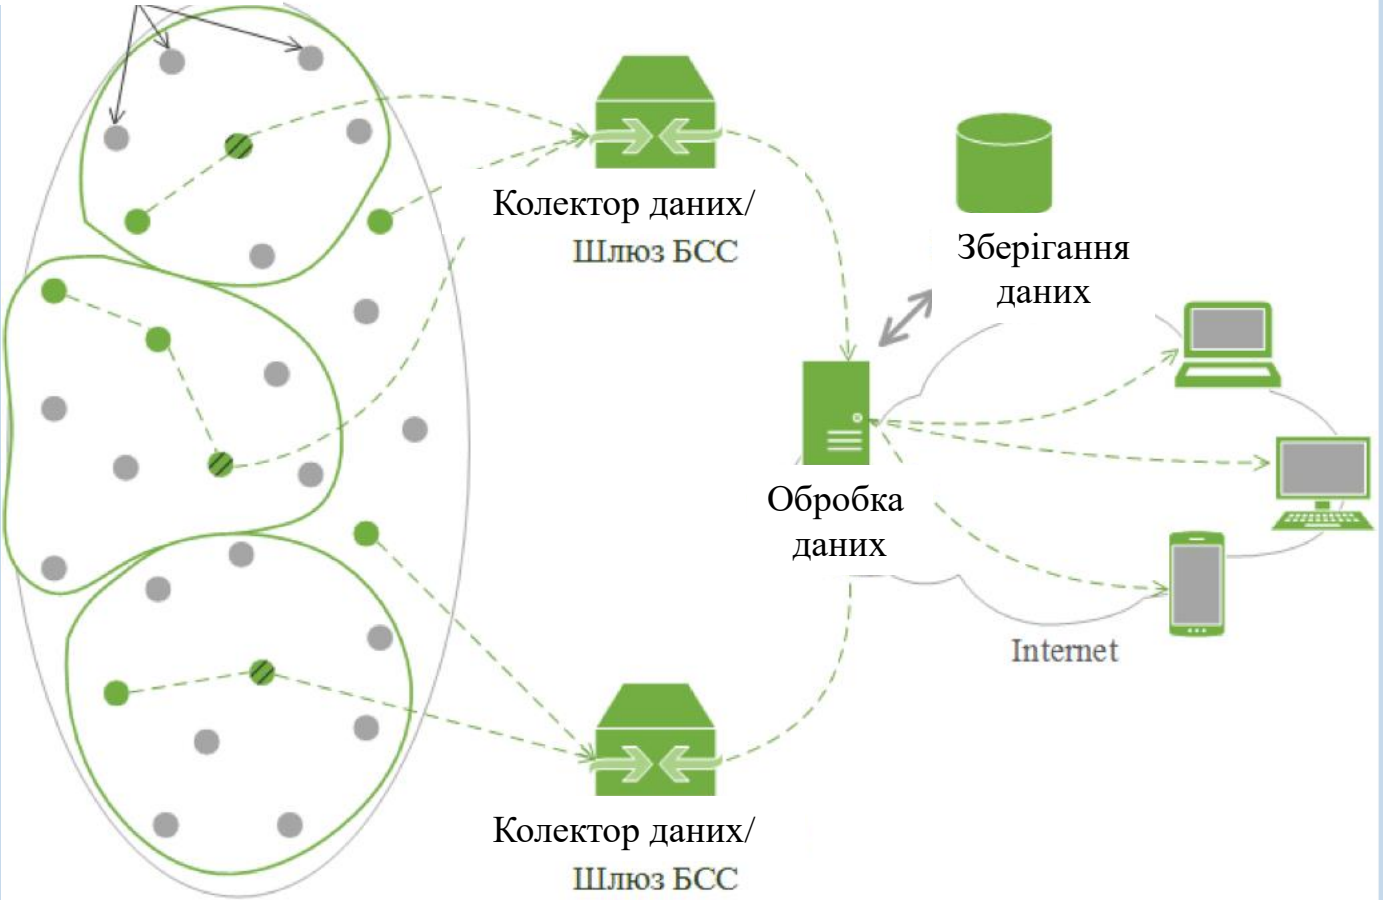 Колектор даних/
Шлюз БСС
Зберігання
даних
Обробка
даних
Internet
Колектор даних/
Шлюз БСС